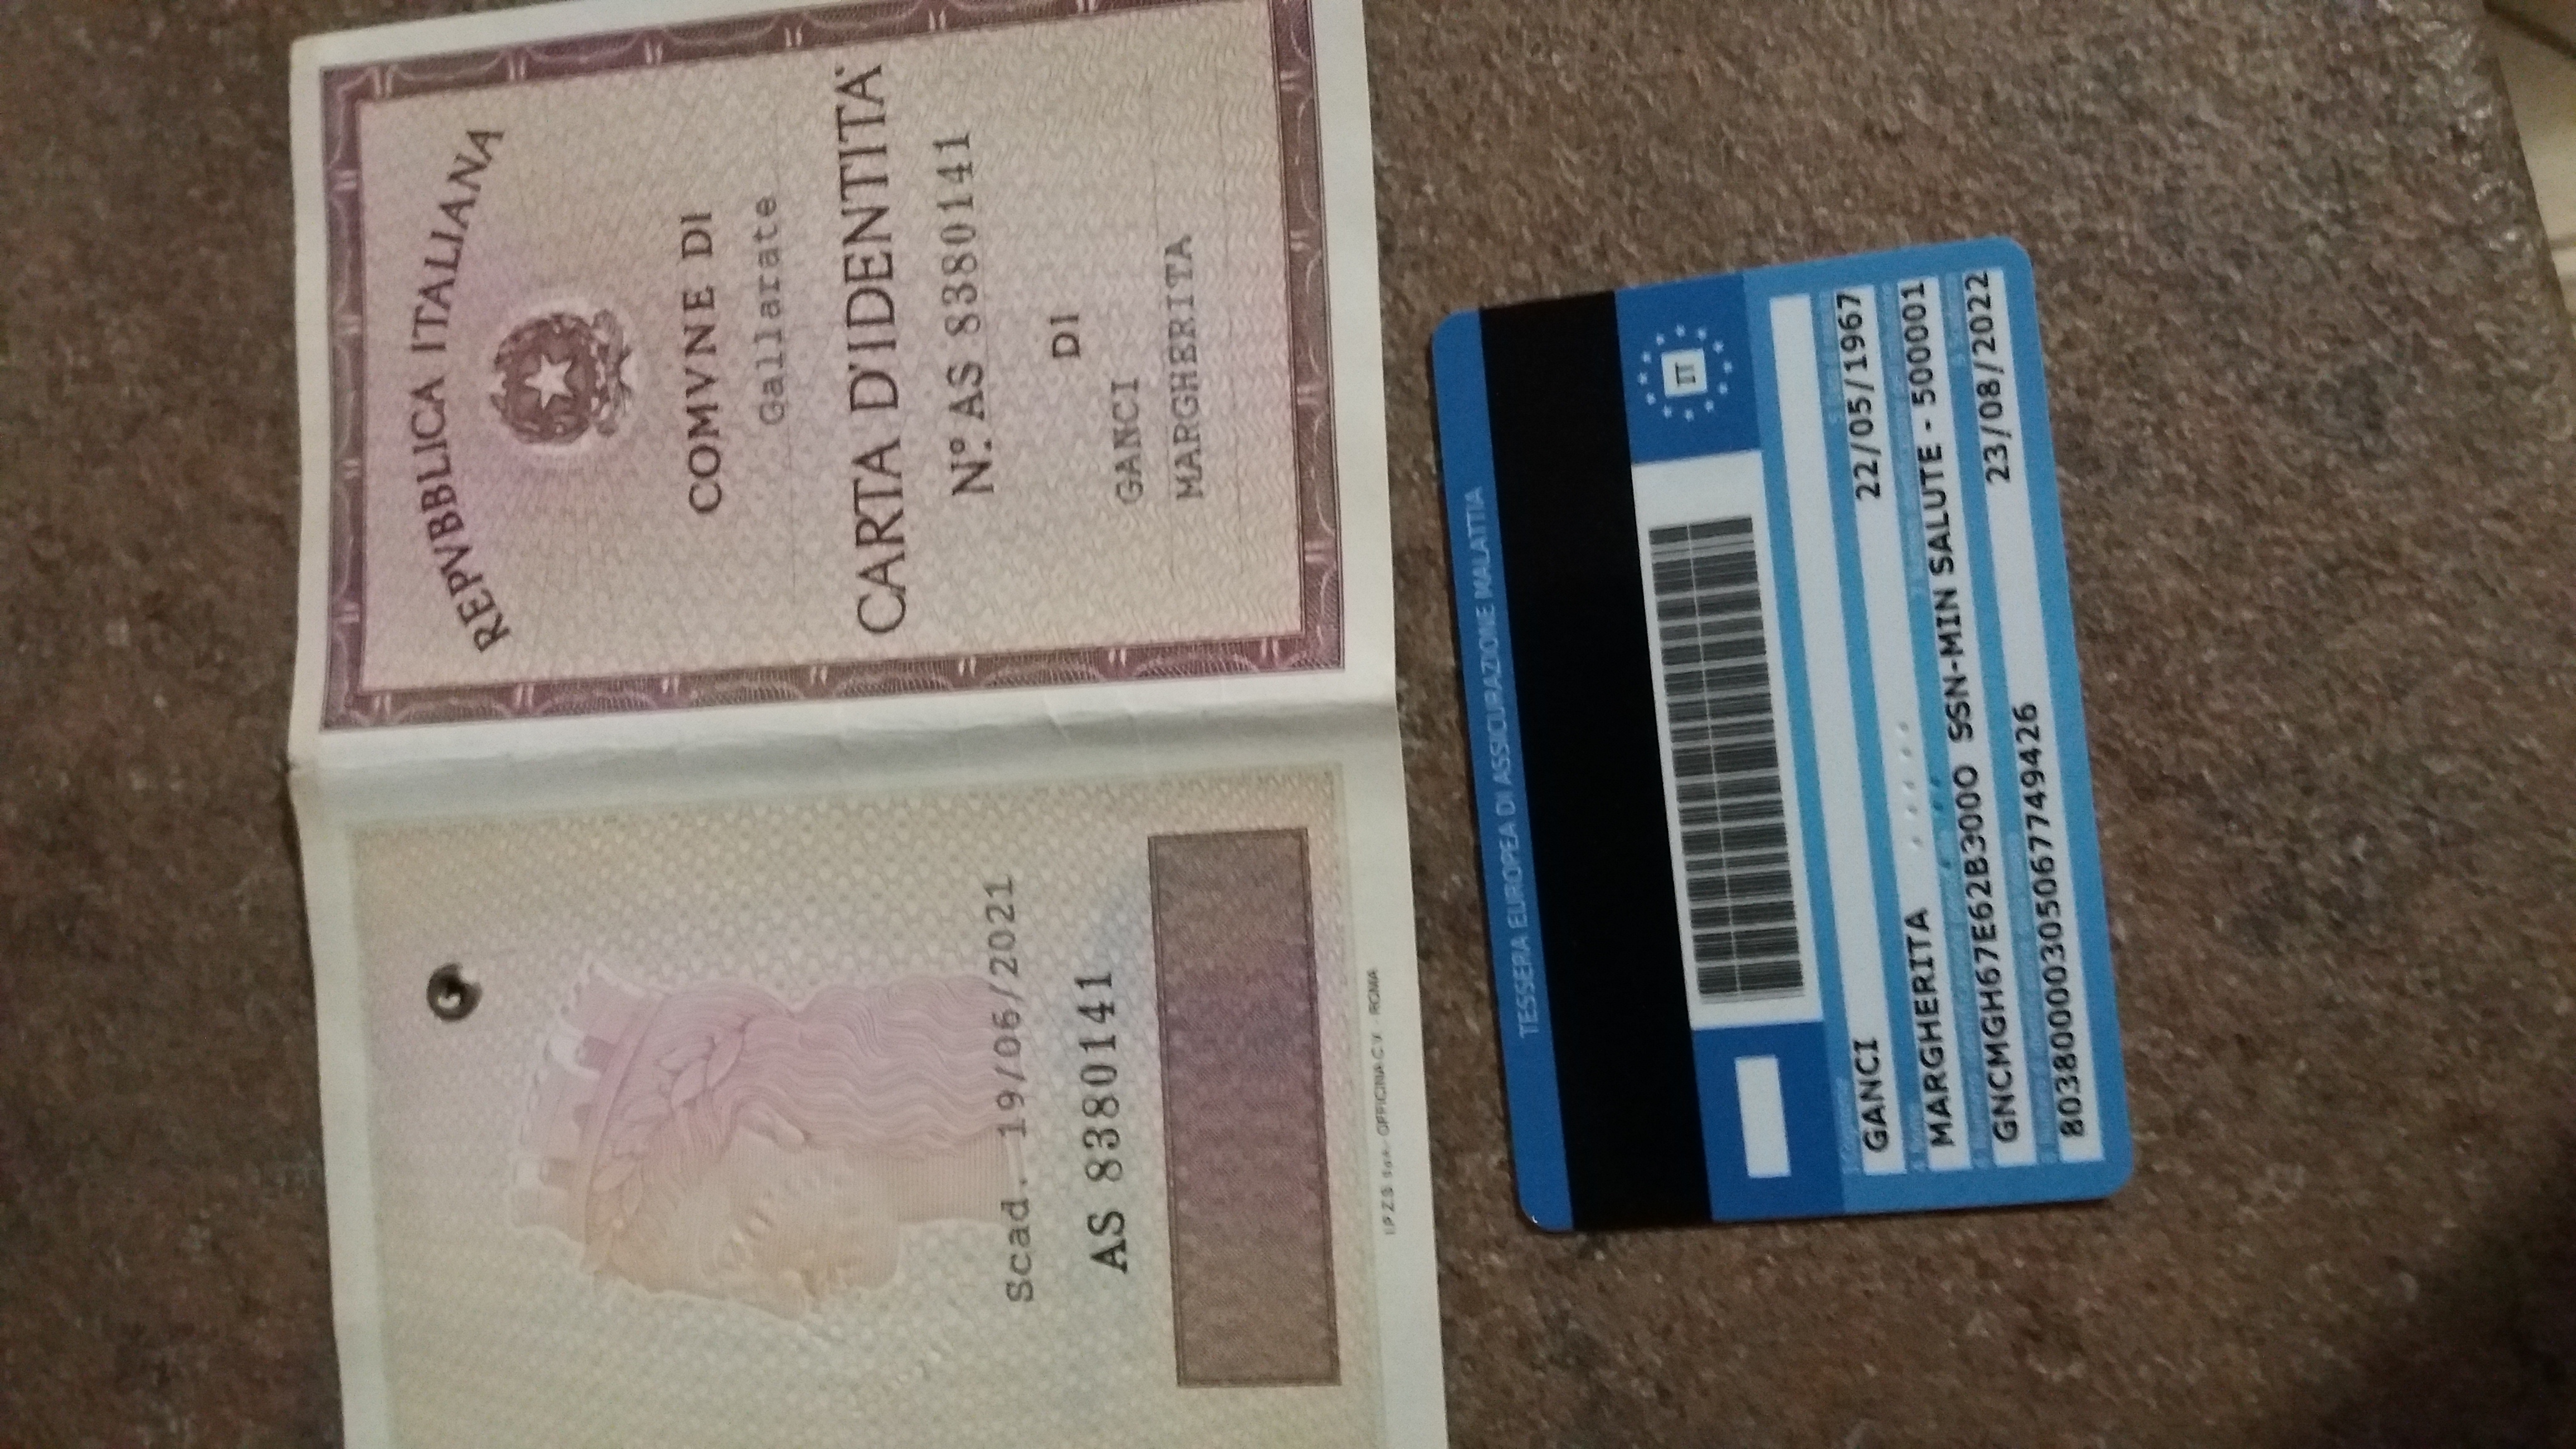 TESSERA EUROPEA DI ASSICURAZIONE MALATTIA
IT
GANCI
MARGHERITA 22/05/1967
GNCMGH67E62B300O SSN-MIN SALUTE - 500001
80380000305067749426 23/08/2022
Scad. 19/06/2021
AS 8380141
I.P.Z.S. S.p.A. - OFFICINA C.V. - ROMA
REPVBBLICA ITALIANA
COMVNE DI
Gallarate
CARTA D'IDENTITA'
N.º AS 8380141
DI
GANCI
MARGHERITA